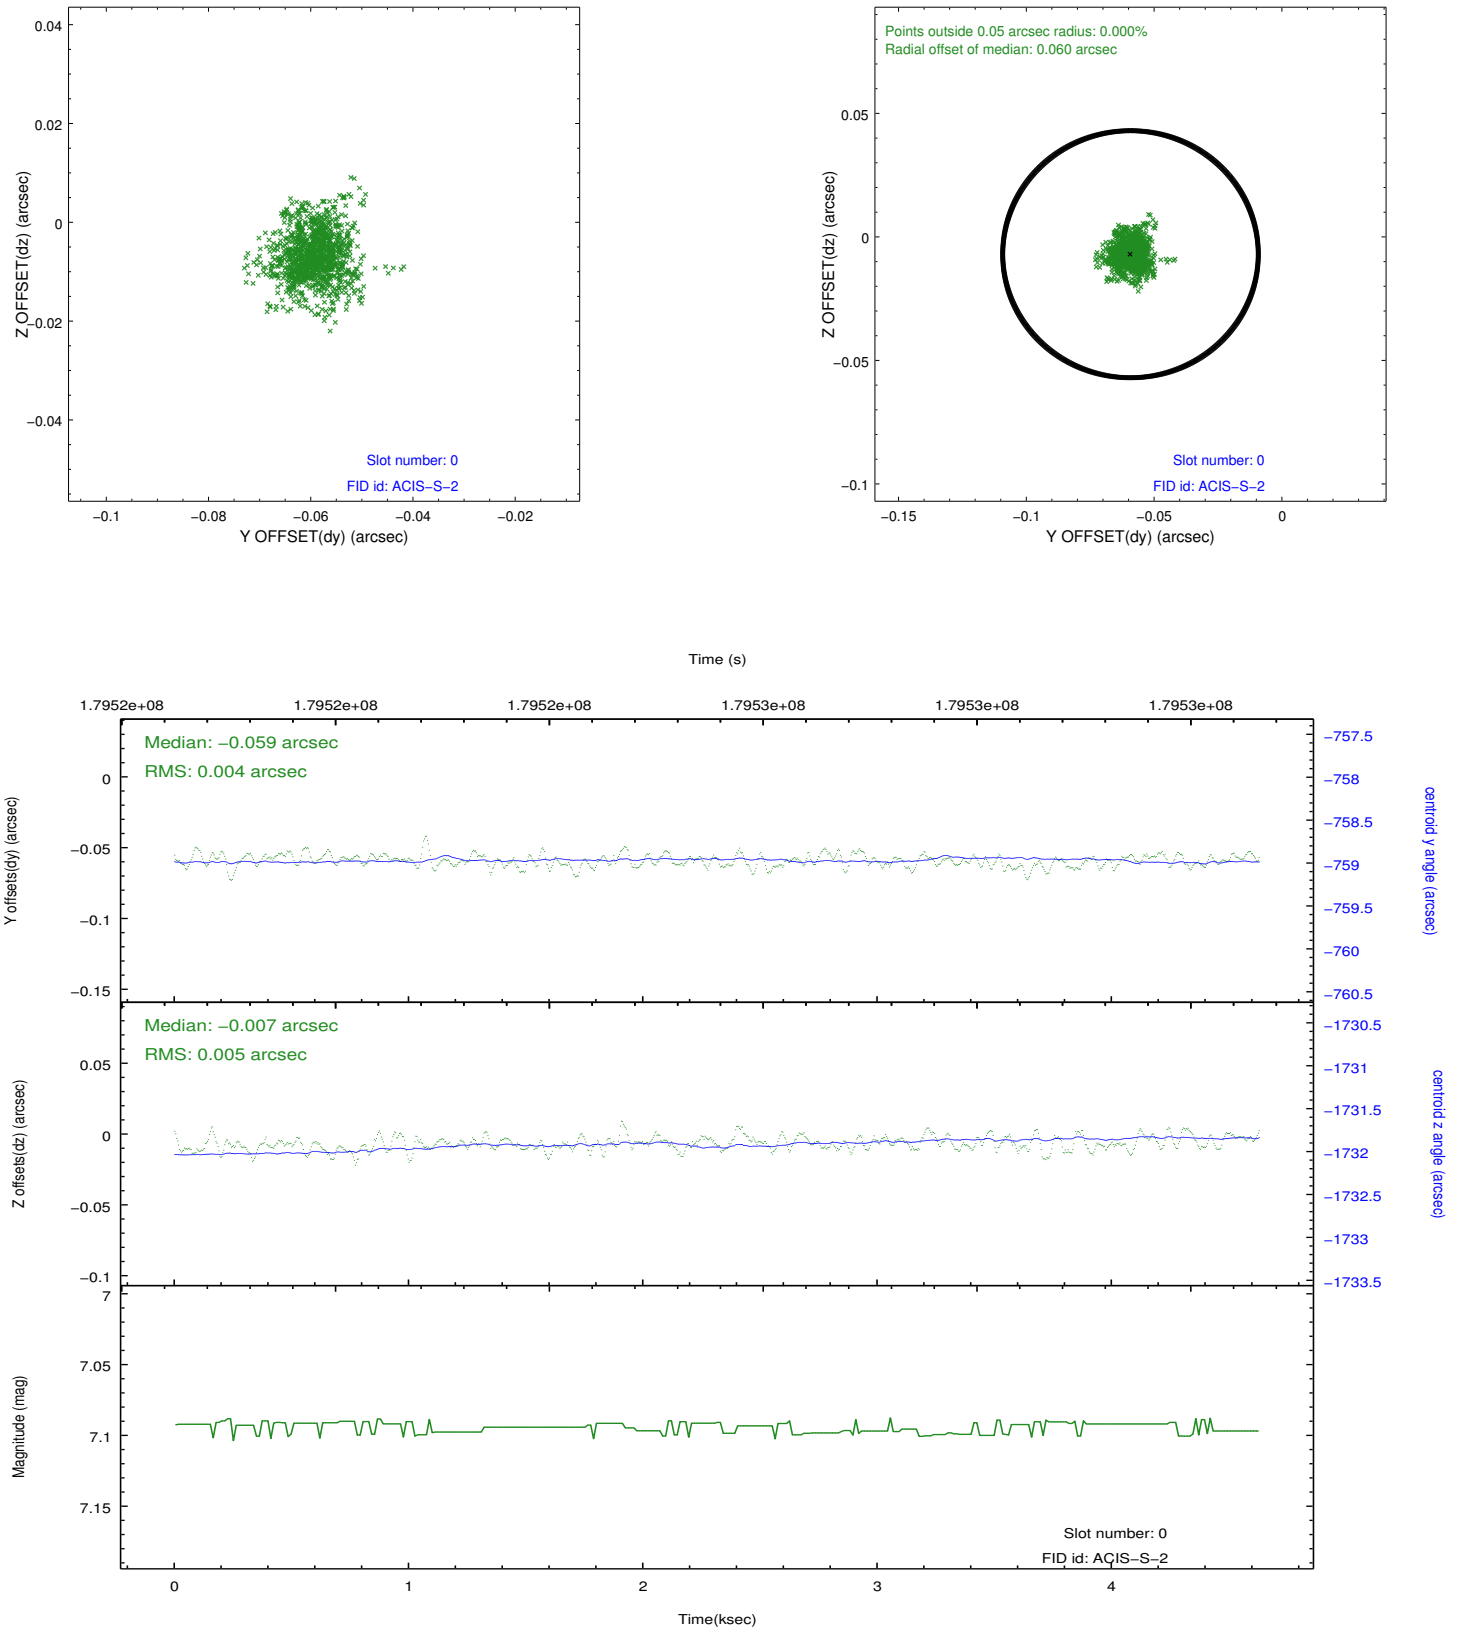 0.04
0.02
0
−0.02
−0.04
Z OFFSET(dz) (arcsec)
Slot number: 0
FID id: ACIS−S−2
−0.1 −0.08 −0.06 −0.04 −0.02
Y OFFSET(dy) (arcsec)
Points outside 0.05 arcsec radius: 0.000%
Radial offset of median: 0.060 arcsec
0.05
0
−0.05
−0.1
Z OFFSET(dz) (arcsec)
Slot number: 0
FID id: ACIS−S−2
−0.15 −0.1 −0.05 0
Y OFFSET(dy) (arcsec)
Time (s)
1.7952e+08 1.7952e+08 1.7952e+08 1.7953e+08 1.7953e+08 1.7953e+08
Median: −0.059 arcsec
RMS: 0.004 arcsec
0
−0.05
−0.1
−0.15
Y offsets(dy) (arcsec)
−757.5
−758
−758.5
−759
−759.5
−760
−760.5
centroid y angle (arcsec)
Median: −0.007 arcsec
RMS: 0.005 arcsec
0.05
0
−0.05
−0.1
Z offsets(dz) (arcsec)
−1730.5
−1731
−1731.5
−1732
−1732.5
−1733
−1733.5
centroid z angle (arcsec)
7
7.05
7.1
7.15
Magnitude (mag)
Slot number: 0
FID id: ACIS−S−2
0 1 2 3 4
Time(ksec)